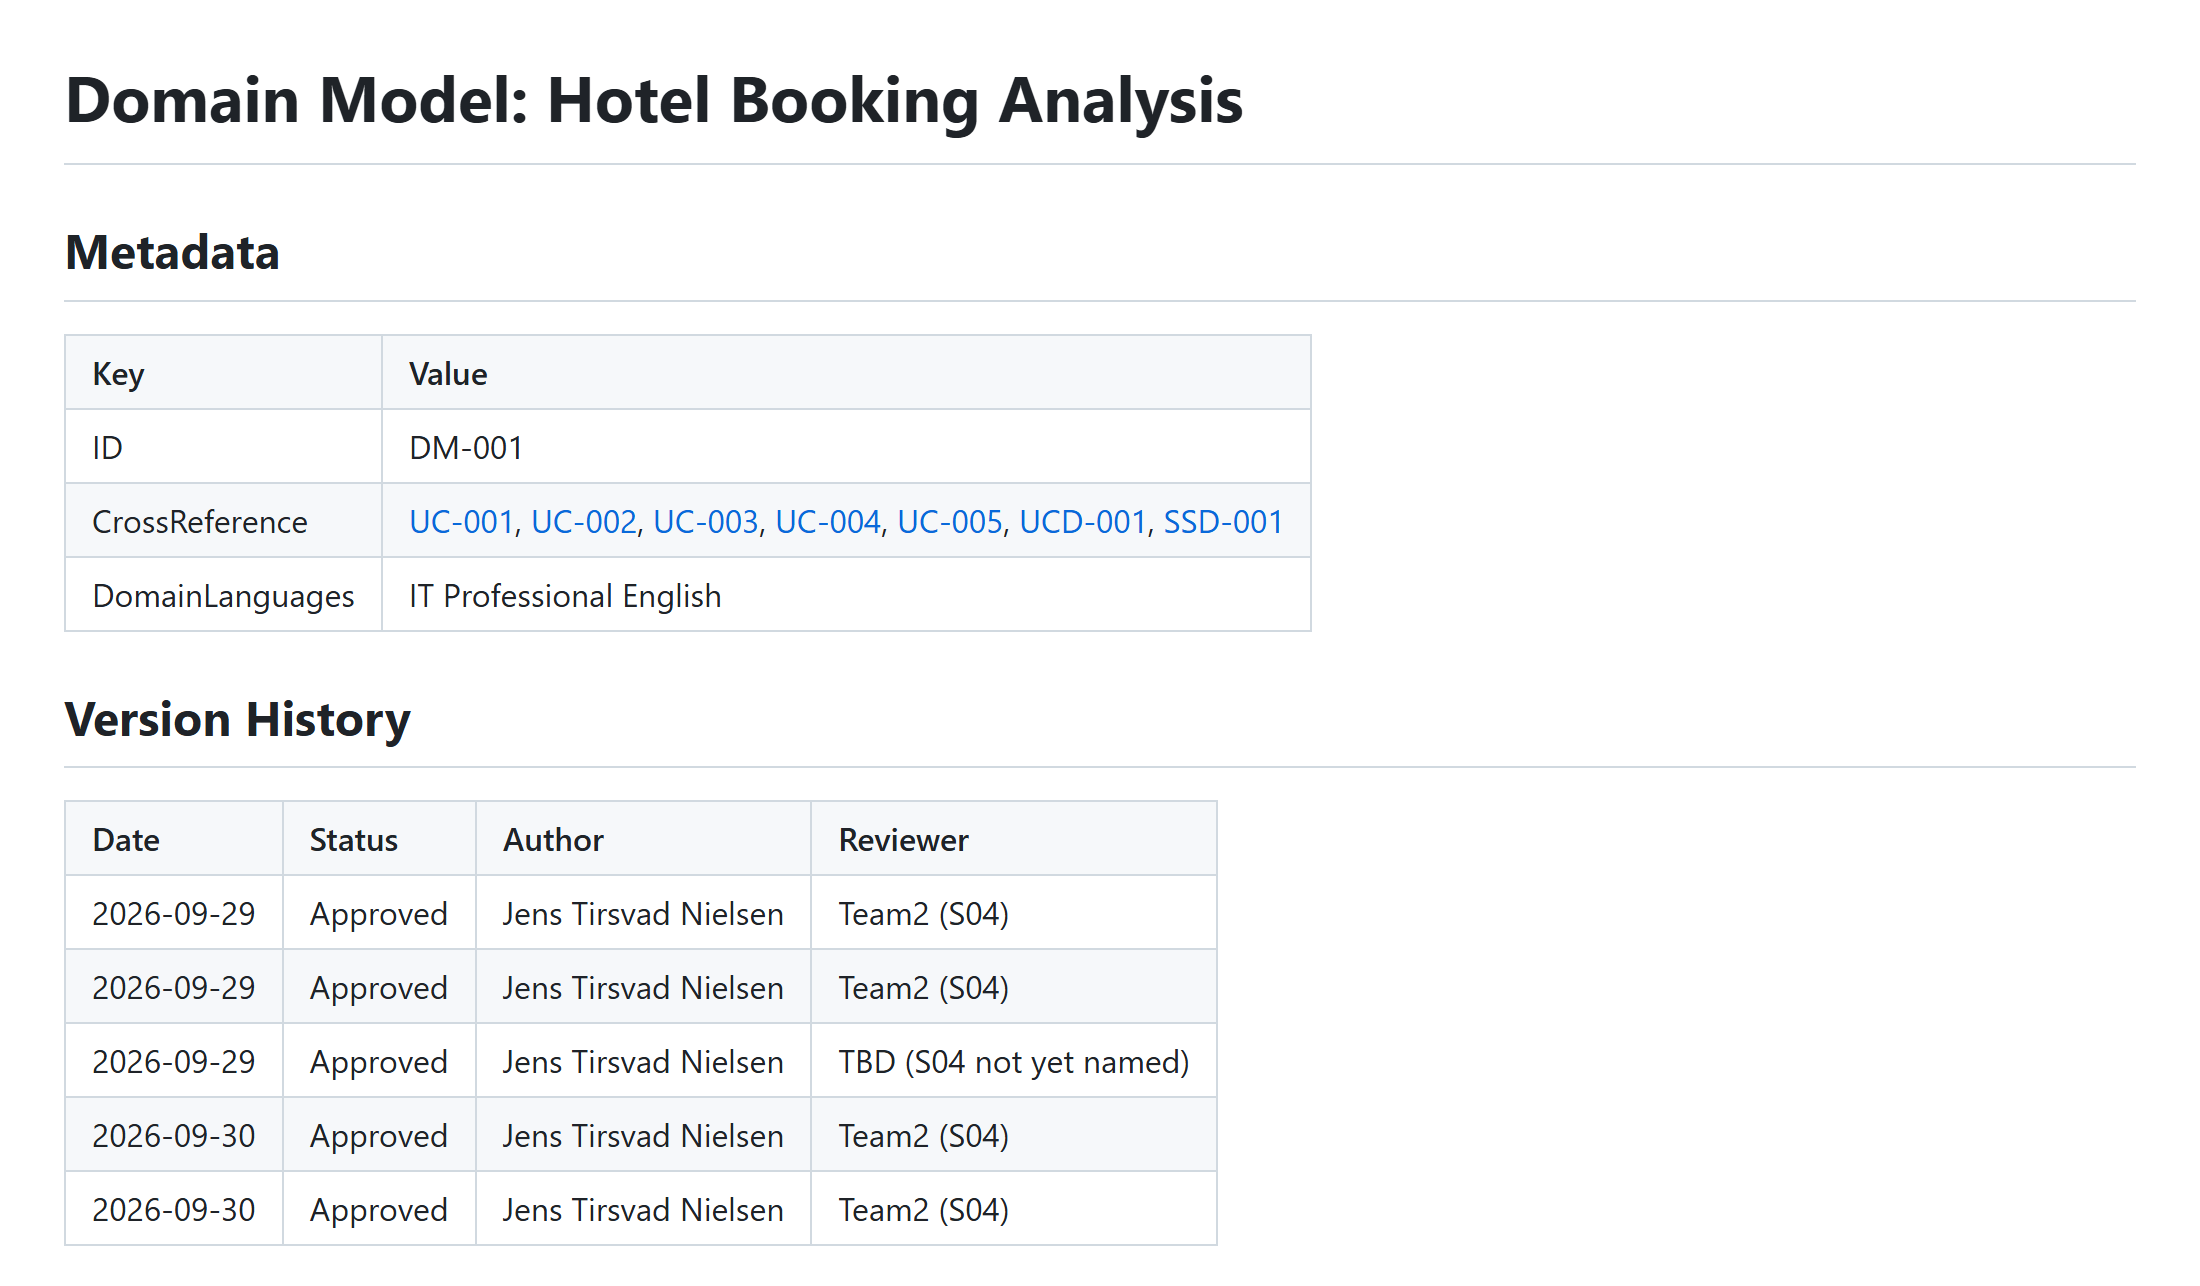 Domain Model: Hotel Booking Analysis
Metadata
Key Value
ID DM-001
CrossReference UC-001, UC-002, UC-003, UC-004, UC-005, UCD-001, SSD-001
DomainLanguages IT Professional English
Version History
Date Status Author Reviewer
2026-09-29 Approved Jens Tirsvad Nielsen Team2 (S04)
2026-09-29 Approved Jens Tirsvad Nielsen Team2 (S04)
2026-09-29 Approved Jens Tirsvad Nielsen TBD (S04 not yet named)
2026-09-30 Approved Jens Tirsvad Nielsen Team2 (S04)
2026-09-30 Approved Jens Tirsvad Nielsen Team2 (S04)